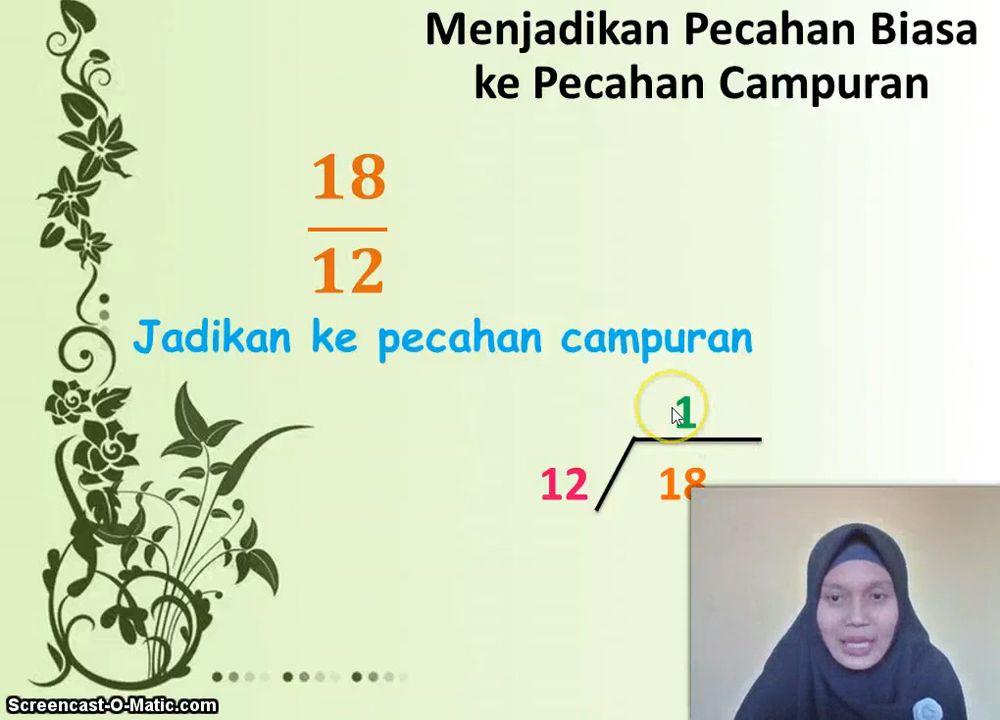 Menjadikan Pecahan Biasa
ke Pecahan Campuran
18
12
Jadikan ke pecahan campuran
1
12 18
Screencast-O-Matic.com